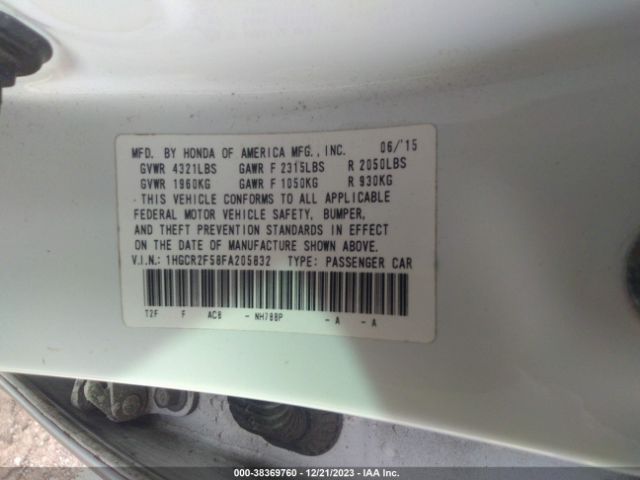 MFD. BY HONDA OF AMERICA MFG., INC. 06/'15
GVWR 4321LBS GAWR F 2315LBS R 2050LBS
GVWR 1960KG GAWR F 1050KG R 930KG
THIS VEHICLE CONFORMS TO ALL APPLICABLE
FEDERAL MOTOR VEHICLE SAFETY, BUMPER,
AND THEFT PREVENTION STANDARDS IN EFFECT
ON THE DATE OF MANUFACTURE SHOWN ABOVE.
V.I.N.: 1HGCR2F58FA205632 TYPE: PASSENGER CAR
T2F F AC8 - NH788P - A - A
000-38369760 - 12/21/2023 - IAA Inc.